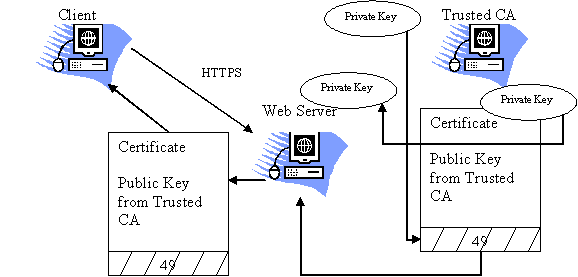 Client
Private Key
Trusted CA
HTTPS
Private Key
Private Key
Web Server
Certificate
Public Key
from Trusted
CA
49
Certificate
Public Key
from Trusted
CA
49